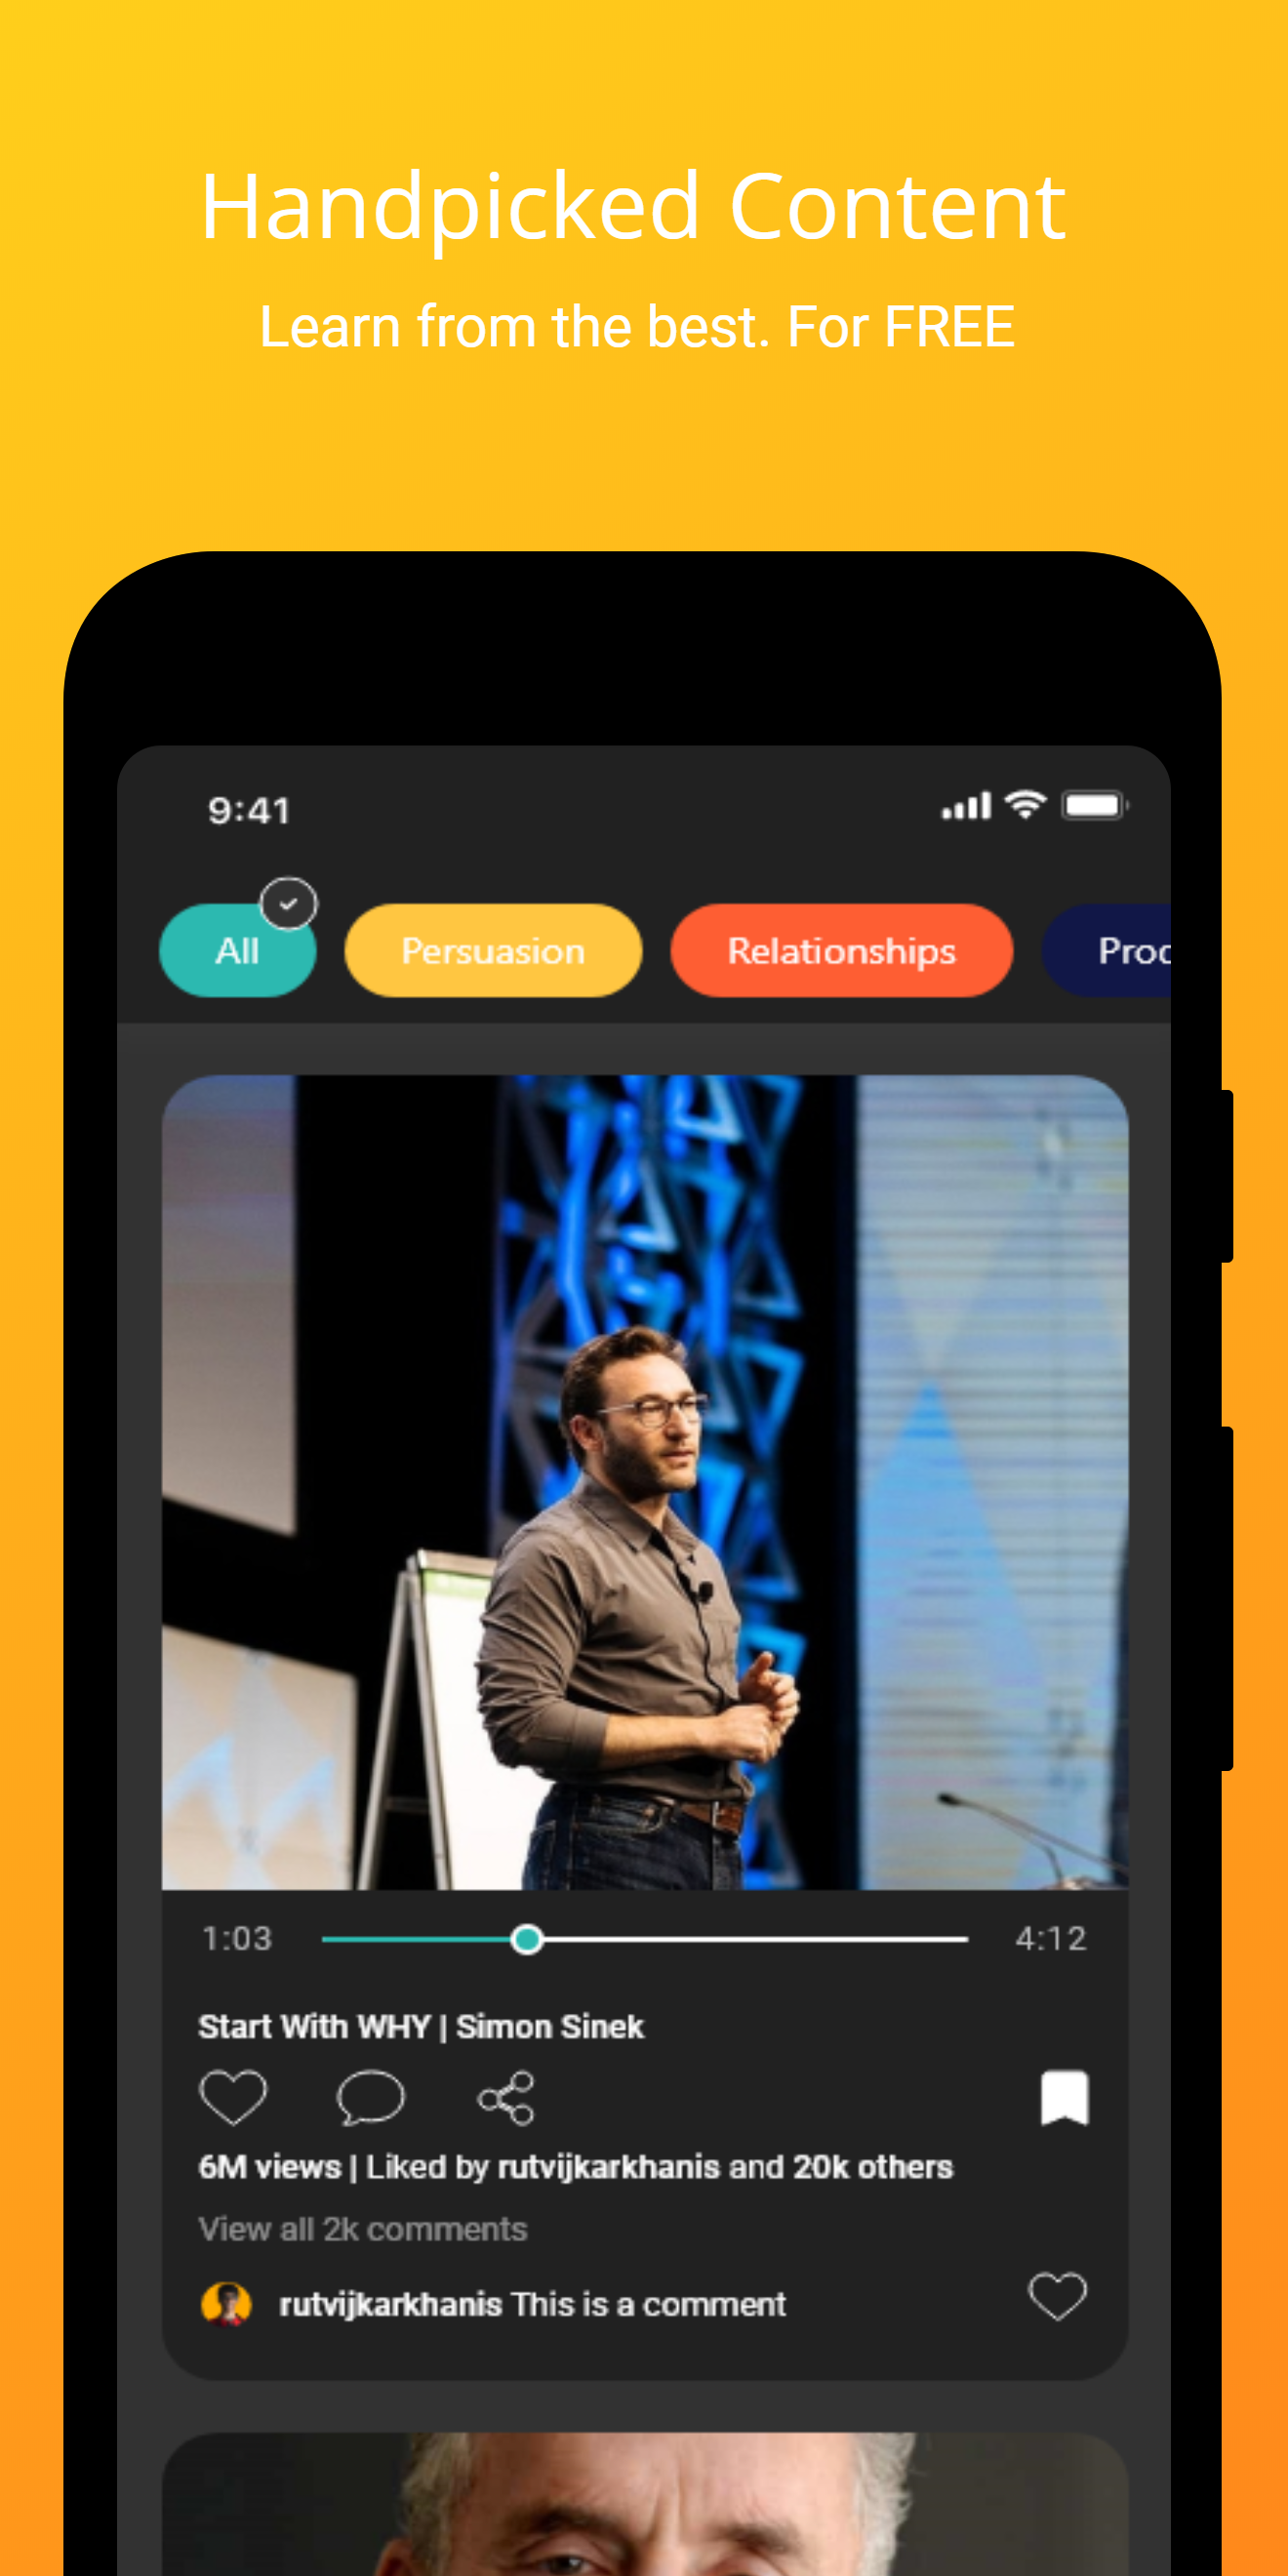 Handpicked Content
Learn from the best. For FREE
9:41
All Persuasion Relationships Proc
1:03 4:12
Start With WHY | Simon Sinek
6M views | Liked by rutvijkarkhanis and 20k others
View all 2k comments
rutvijkarkhanis This is a comment